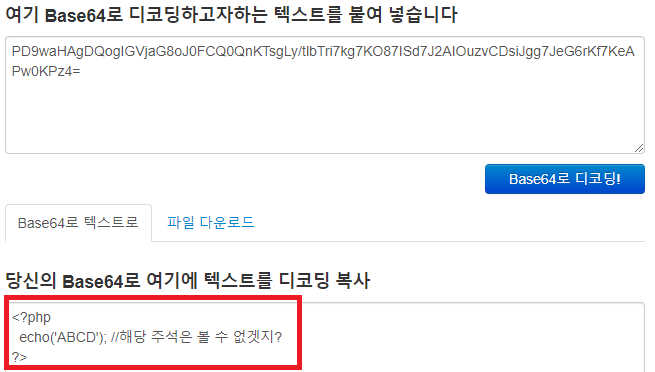 여기 Base64로 디코딩하고자하는 텍스트를 붙여 넣습니다
PD9waHAgDQogIGVjaG8oJ0FCQ0QnKTsgLy/tlbTri7kg7KO87ISd7J2AIOuzvCDsiJgg7JeG6rKf7KeA
Pw0KPz4=
Base64로 디코딩!
Base64로 텍스트로 파일 다운로드
당신의 Base64로 여기에 텍스트를 디코딩 복사
<?php
echo('ABCD'); //해당 주석은 볼 수 없겟지?
?>